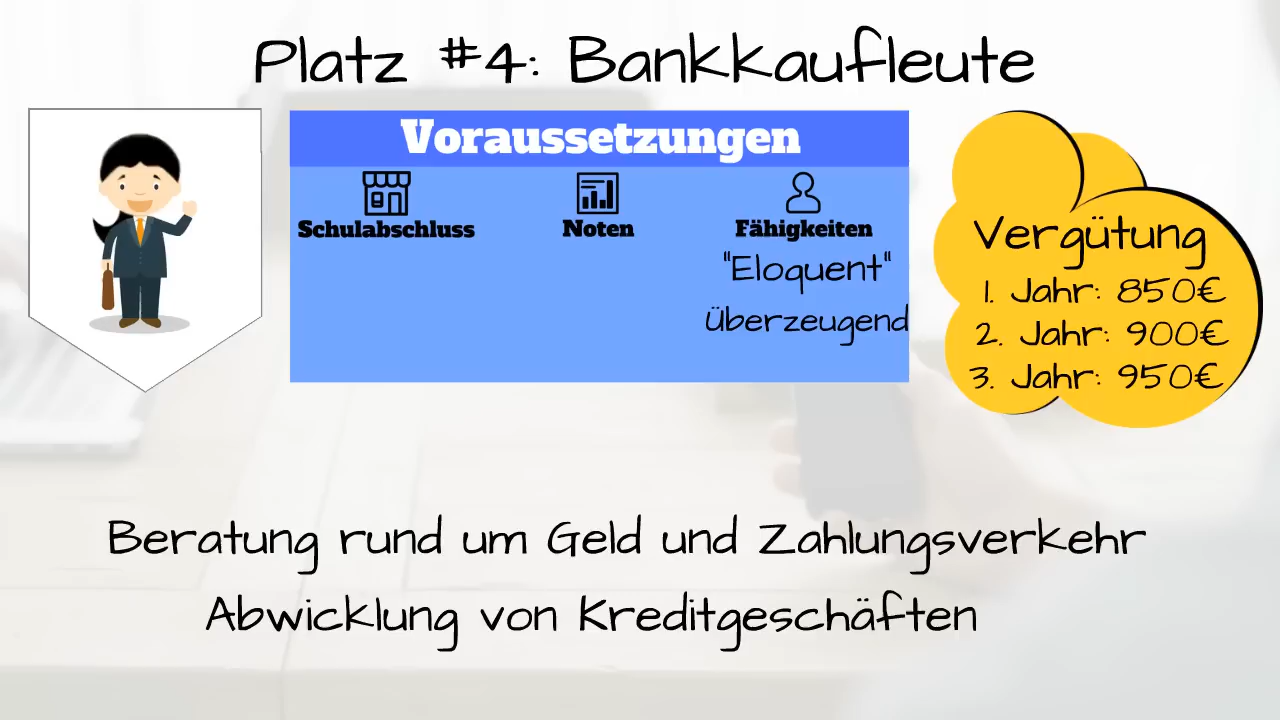 Platz #4: Bankkaufleute
Voraussetzungen
Schulabschluss
Noten
Fähigkeiten
"Eloquent"
überzeugend
Vergütung
1. Jahr: 850€
2. Jahr: 900€
3. Jahr: 950€
Beratung rund um Geld und Zahlungsverkehr
Abwicklung von Kreditgeschäften